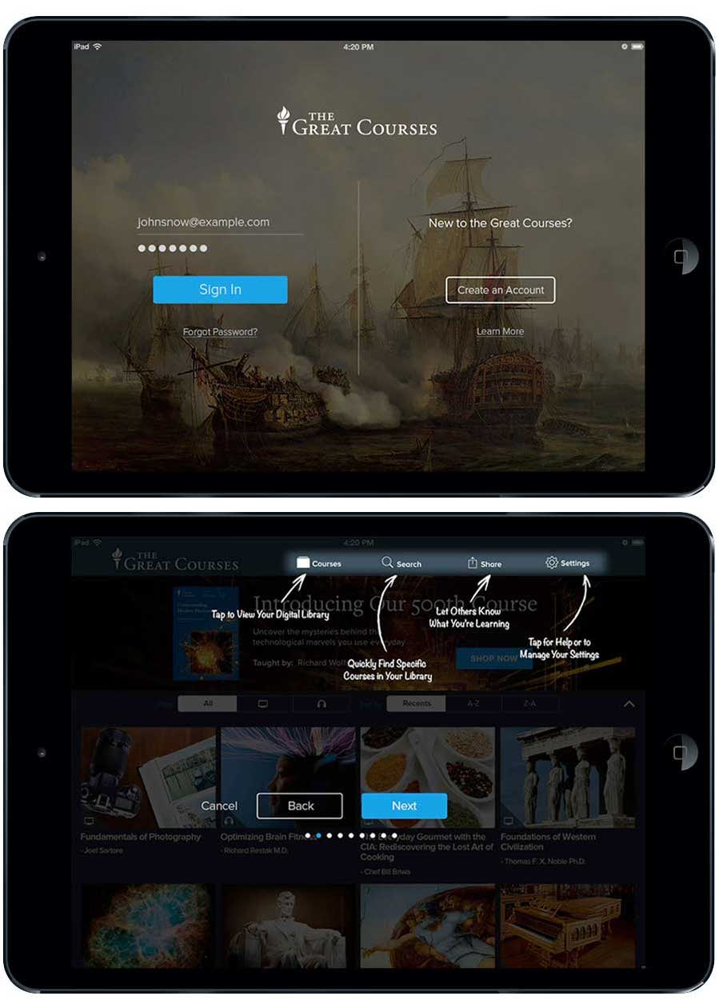 iPad
4:20 PM
THE
GREAT COURSES
johnsnow@example.com
New to the Great Courses?
Sign In
Create an Account
Forgot Password?
Learn More
iPad
4:20 PM
THE
GREAT COURSES
Courses
Search
Share
Settings
Introducing Our 500th Course
Tap to View Your Digital Library
Let Others Know
What You're Learning
Uncover the mysteries behind the
technological marvels you use everyday
Taught by: Richard
Quickly Find Specific
Courses in Your Library
SHOP NOW
Tap for Help or to
Manage Your Settings
All
Recents
A-Z
Z-A
Cancel
Back
Next
Fundamentals of Photography
- Joel Sartore
Optimizing Brain Fitness
- Richard Restak M.D.
The Everyday Gourmet with the
CIA: Rediscovering the Lost Art of
Cooking
- Chef Bill Briwa
Foundations of Western
Civilization
- Thomas F. X. Noble Ph.D.